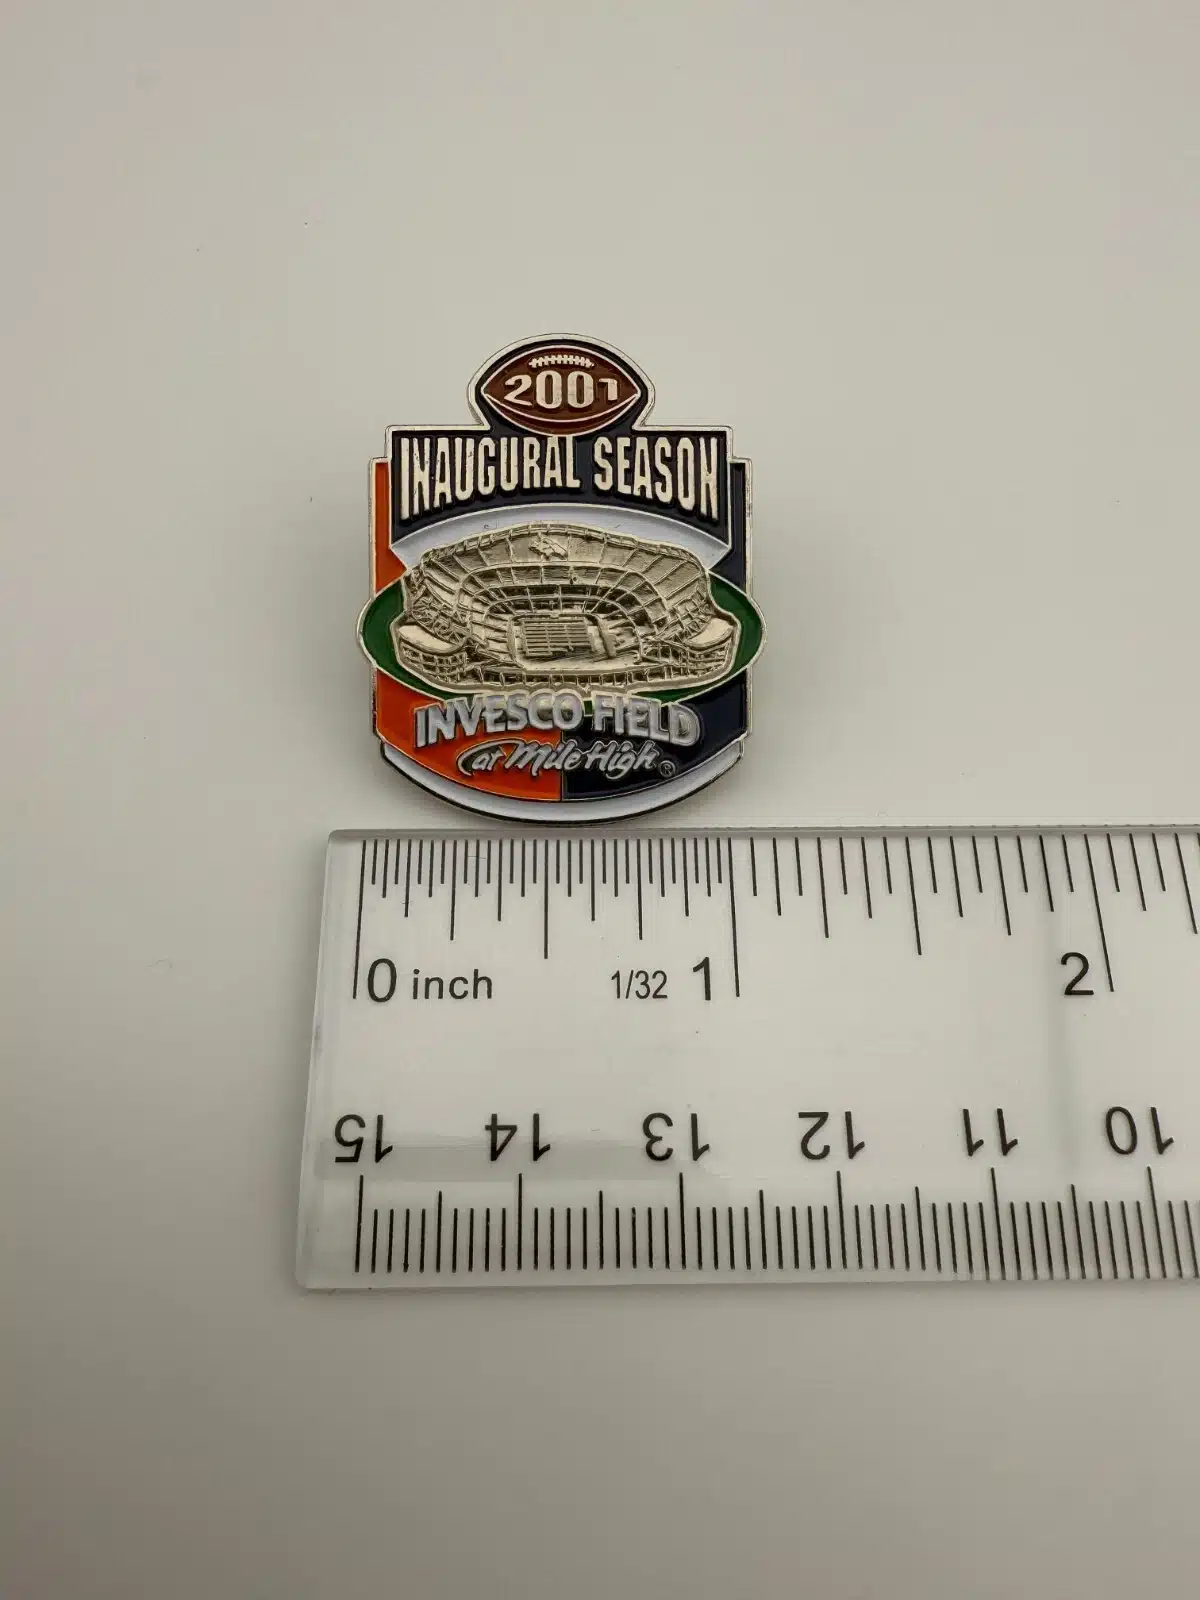 2001
INAUGURAL SEASON
INVESCO FIELD
at Mile High ®
0 inch 1/32 1 2
15 14 13 12 11 10